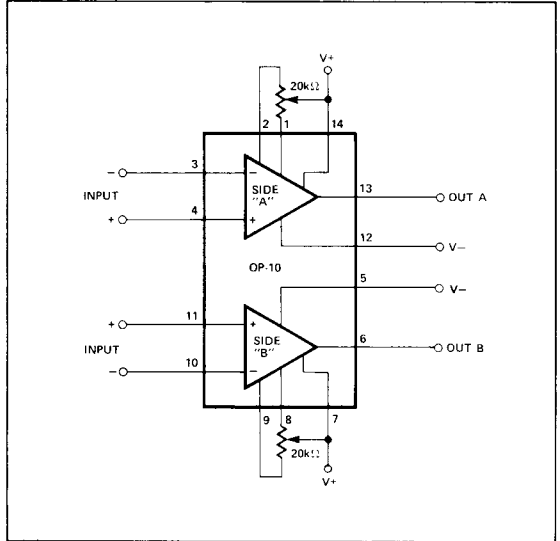 V+
20kΩ
2 1 14
3
− SIDE "A" −
INPUT
13
OUT A
4
+ +
12
V−
OP-10
5
V−
11
+ + SIDE "B"
INPUT
6
OUT B
10
− −
9 8 7
20kΩ
V+